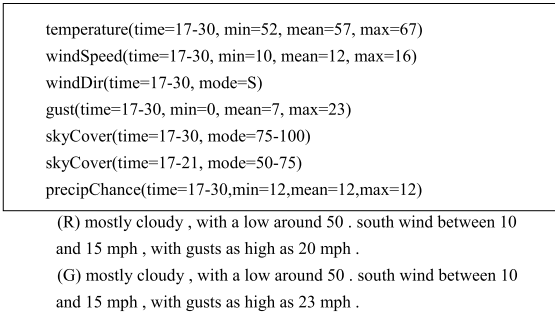 temperature(time=17-30, min=52, mean=57, max=67)
windSpeed(time=17-30, min=10, mean=12, max=16)
windDir(time=17-30, mode=S)
gust(time=17-30, min=0, mean=7, max=23)
skyCover(time=17-30, mode=75-100)
skyCover(time=17-21, mode=50-75)
precipChance(time=17-30,min=12,mean=12,max=12)
(R) mostly cloudy , with a low around 50 . south wind between 10
and 15 mph , with gusts as high as 20 mph .
(G) mostly cloudy , with a low around 50 . south wind between 10
and 15 mph , with gusts as high as 23 mph .